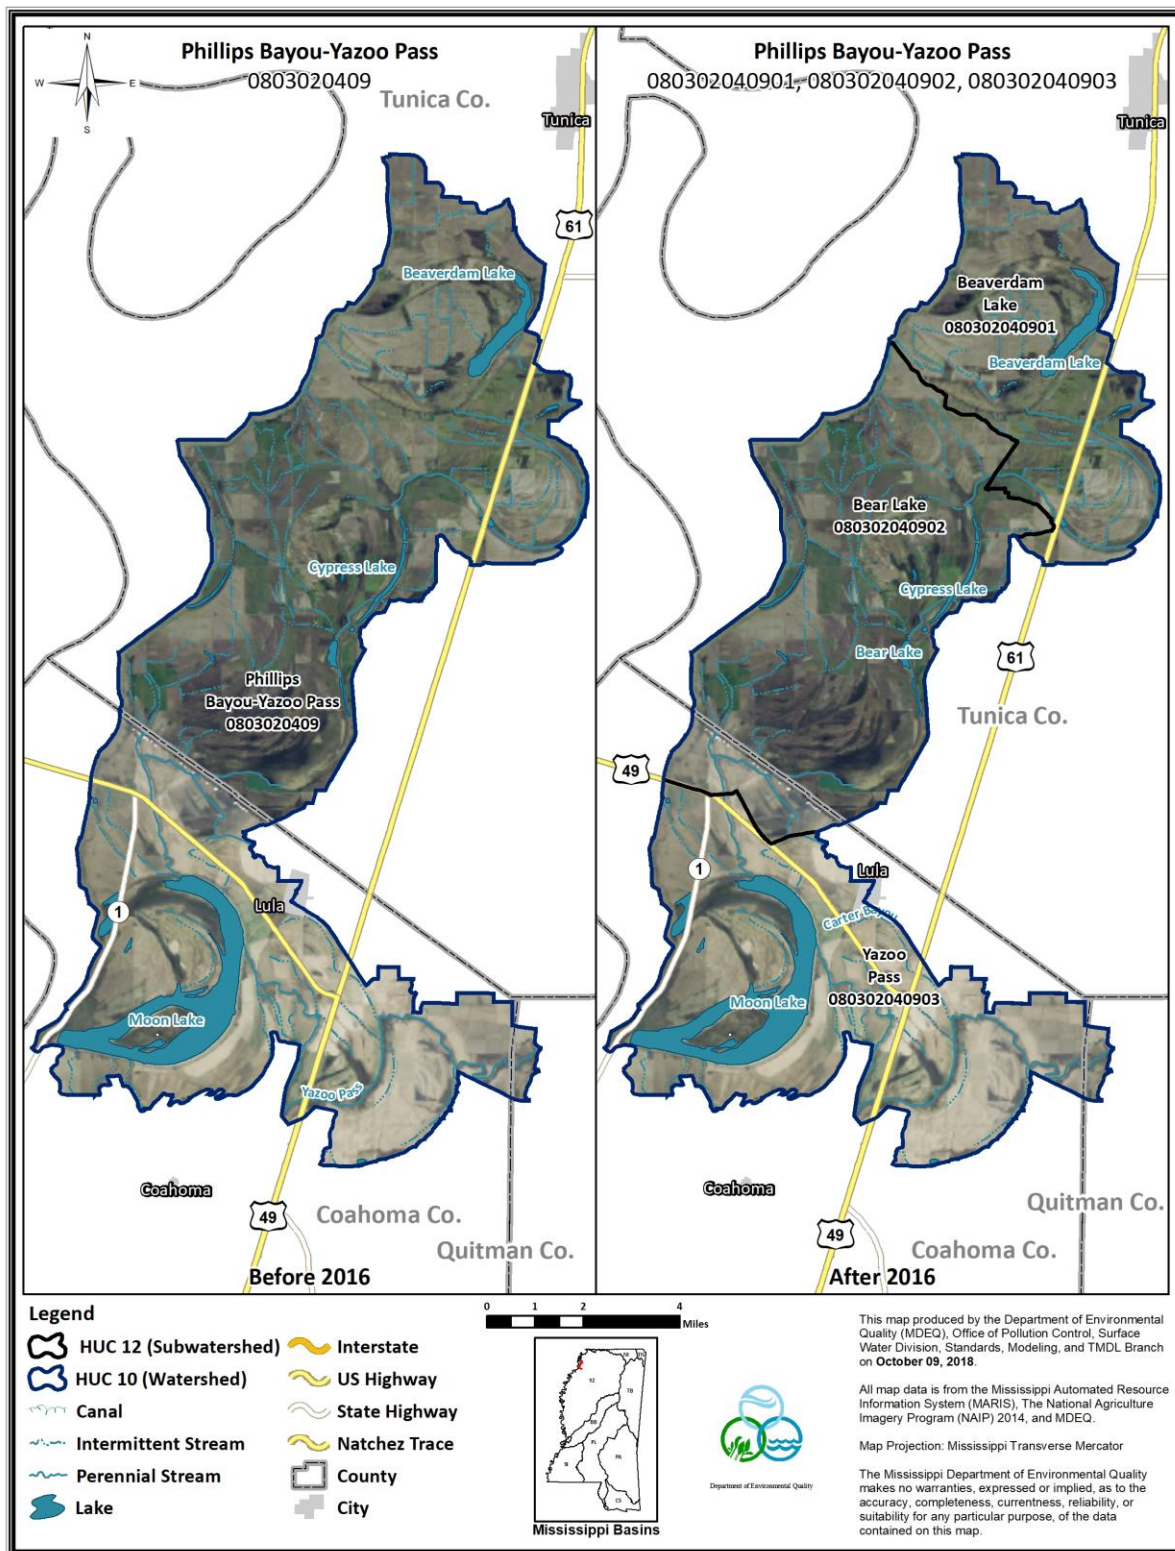 Phillips Bayou-Yazoo Pass
0803020409
N
W
E
S
Tunica Co.
Tunica
61
Beaverdam Lake
Cypress Lake
Phillips
Bayou-Yazoo Pass
0803020409
1
Lula
Moon Lake
Yazoo Pass
Coahoma
49
Coahoma Co.
Quitman Co.
Before 2016
Phillips Bayou-Yazoo Pass
080302040901, 080302040902, 080302040903
Tunica
Beaverdam
Lake
080302040901
Beaverdam Lake
Bear Lake
080302040902
Cypress Lake
Bear Lake
61
Tunica Co.
49
1
Lula
Carter Bayou
Yazoo
Pass
080302040903
Moon Lake
Coahoma
Quitman Co.
49
Coahoma Co.
After 2016
Legend
HUC 12 (Subwatershed)
HUC 10 (Watershed)
Canal
Intermittent Stream
Perennial Stream
Lake
Interstate
US Highway
State Highway
Natchez Trace
County
City
0 1 2 4
Miles
NI
TN
YZ
TB
BB
PL
SI
PA
CS
Mississippi Basins
Department of Environmental Quality
This map produced by the Department of Environmental
Quality (MDEQ), Office of Pollution Control, Surface
Water Division, Standards, Modeling, and TMDL Branch
on October 09, 2018.
All map data is from the Mississippi Automated Resource
Information System (MARIS), The National Agriculture
Imagery Program (NAIP) 2014, and MDEQ.
Map Projection: Mississippi Transverse Mercator
The Mississippi Department of Environmental Quality
makes no warranties, expressed or implied, as to the
accuracy, completeness, currentness, reliability, or
suitability for any particular purpose, of the data
contained on this map.